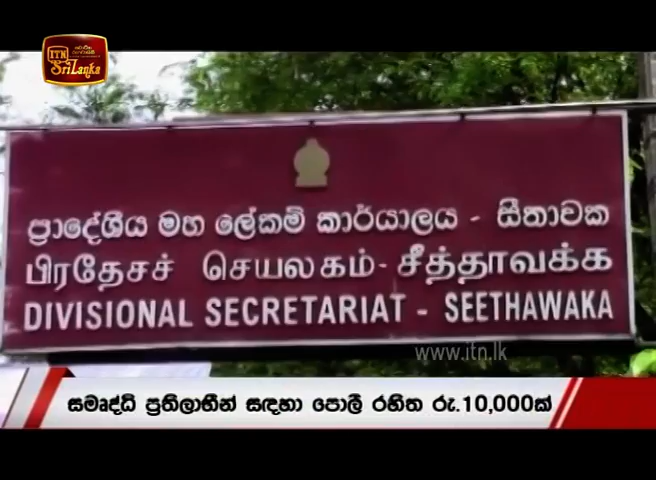 ITN
Sri Lanka
ප්‍රාදේශීය මහ ලේකම් කාර්යාලය - සීතාවක
பிரதேசச் செயலகம் - சீத்தாவக்க
DIVISIONAL SECRETARIAT - SEETHAWAKA
www.itn.lk
සමෘද්ධි ප්‍රතිලාභීන් සඳහා පොලී රහිත රු.10,000ක්